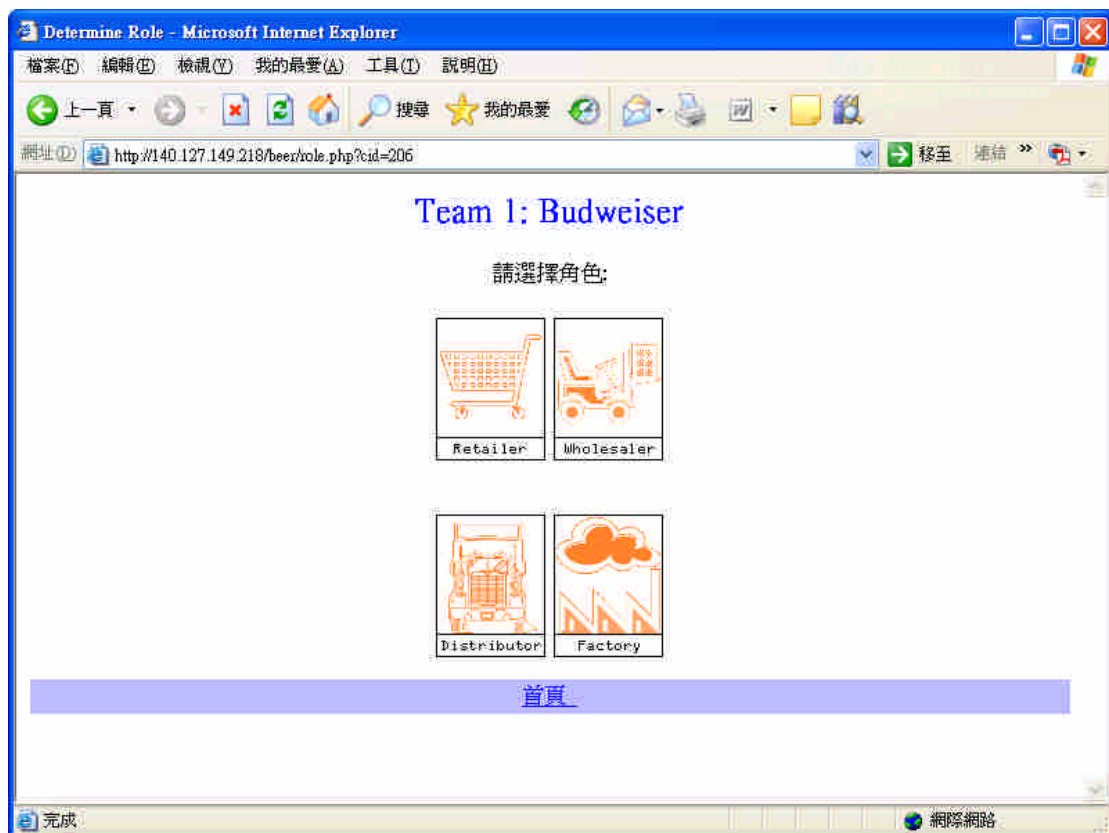 Determine Role - Microsoft Internet Explorer
檔案(F) 編輯(E) 檢視(V) 我的最愛(A) 工具(T) 說明(H)
上一頁 搜尋 我的最愛
網址(D) http://140.127.149.218/beer/role.php?cid=206 移至 連結 »
Team 1: Budweiser
請選擇角色:
Retailer Wholesaler
Distributor Factory
首頁
完成 網際網路